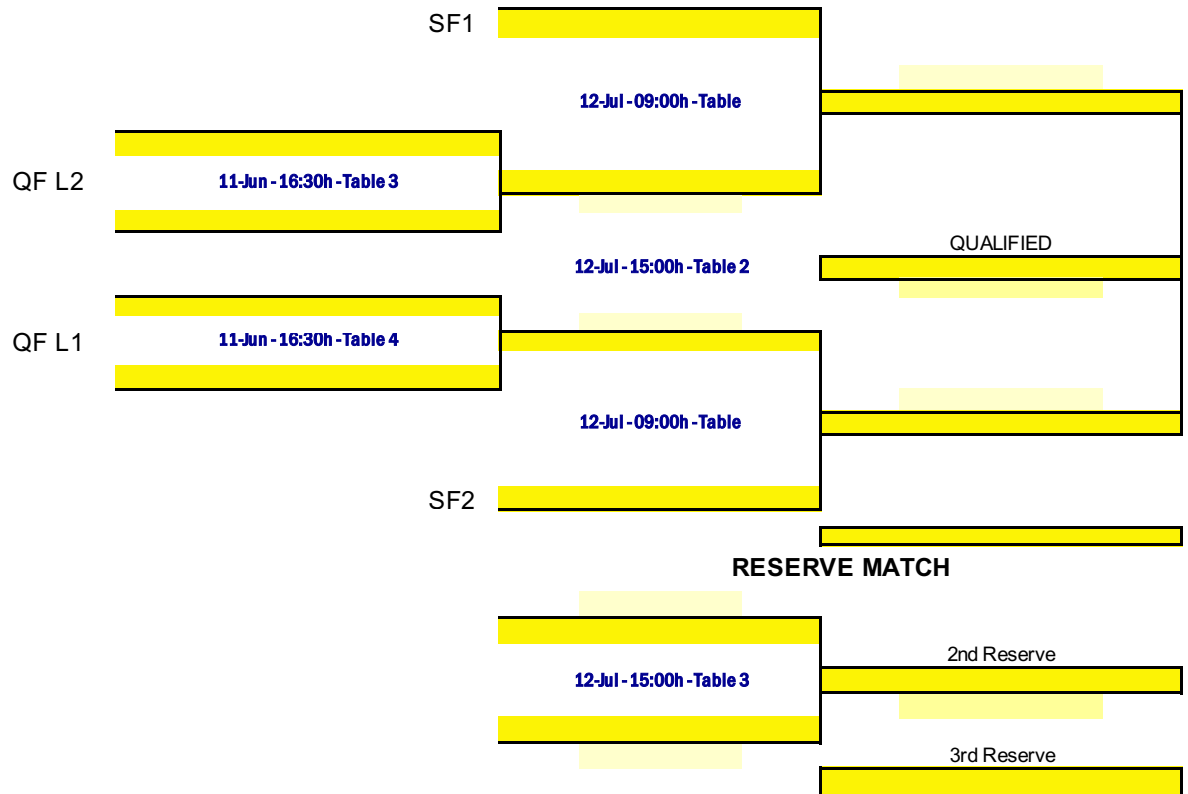 SF1
12-Jul - 09:00h - Table
QF L2
11-Jun - 16:30h - Table 3
QUALIFIED
12-Jul - 15:00h - Table 2
QF L1
11-Jun - 16:30h - Table 4
12-Jul - 09:00h - Table
SF2
RESERVE MATCH
2nd Reserve
12-Jul - 15:00h - Table 3
3rd Reserve